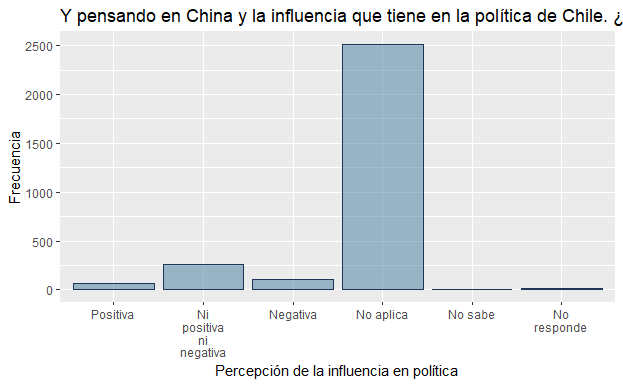 Y pensando en China y la influencia que tiene en la política de Chile. ¿
2500
2000
1500
1000
500
0
Frecuencia
Positiva
Ni
positiva
ni
negativa
Negativa
No aplica
No sabe
No
responde
Percepción de la influencia en política